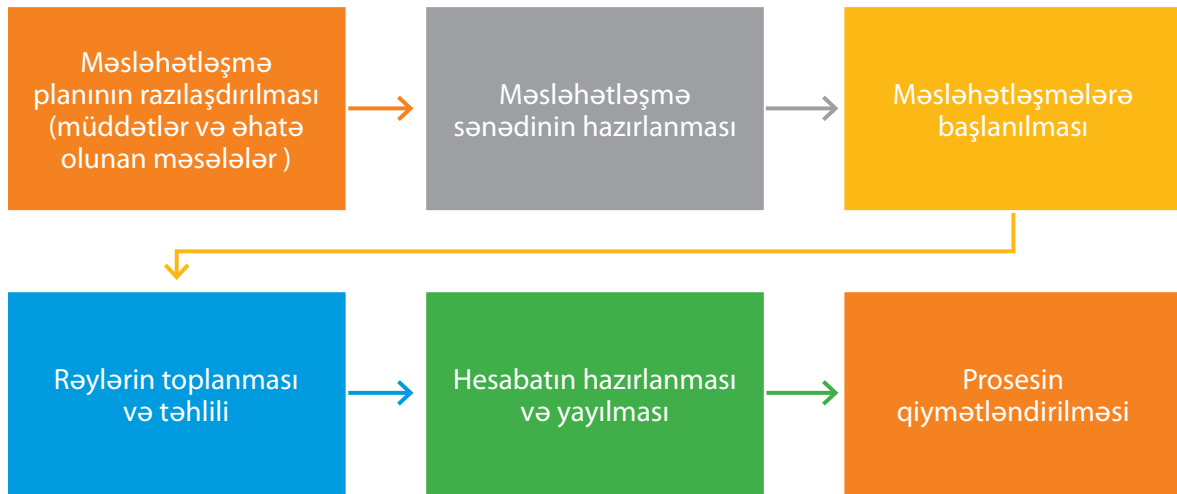 Məsləhətləşmə
planının razılaşdırılması
(müddətlər və əhatə
olunan məsələlər )
Məsləhətləşmə
sənədinin hazırlanması
Məsləhətləşmələrə
başlanılması
Rəylərin toplanması
və təhlili
Hesabatın hazırlanması
və yayılması
Prosesin
qiymətləndirilməsi